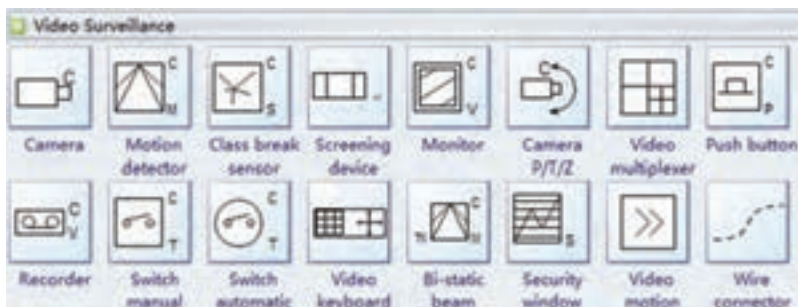 Video Surveillance
C
C
M
C
S
C
V
C
C
P
Camera
Motion
Class break
Screening
Monitor
Camera
Video
Push button
detector
sensor
device
P/T/Z
multiplexer
C
V
C
T
C
T
C
S
Recorder
Switch
Switch
Video
Bi-static
Security
Video
Wire
manual
automatic
keyboard
beam
window
motion
connector